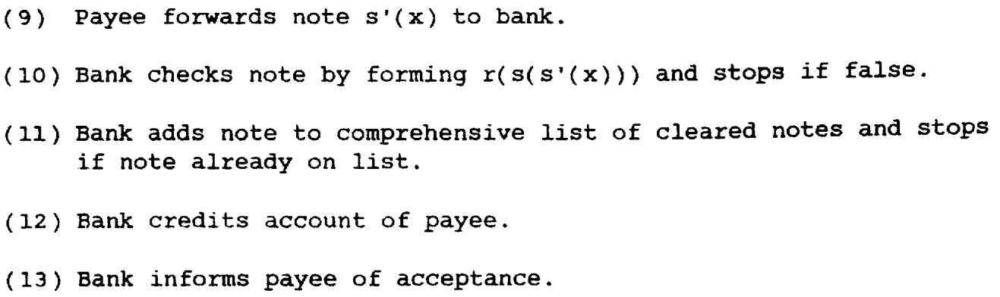 (9) Payee forwards note s'(x) to bank.
(10) Bank checks note by forming r(s(s'(x))) and stops if false.
(11) Bank adds note to comprehensive list of cleared notes and stops
if note already on list.
(12) Bank credits account of payee.
(13) Bank informs payee of acceptance.